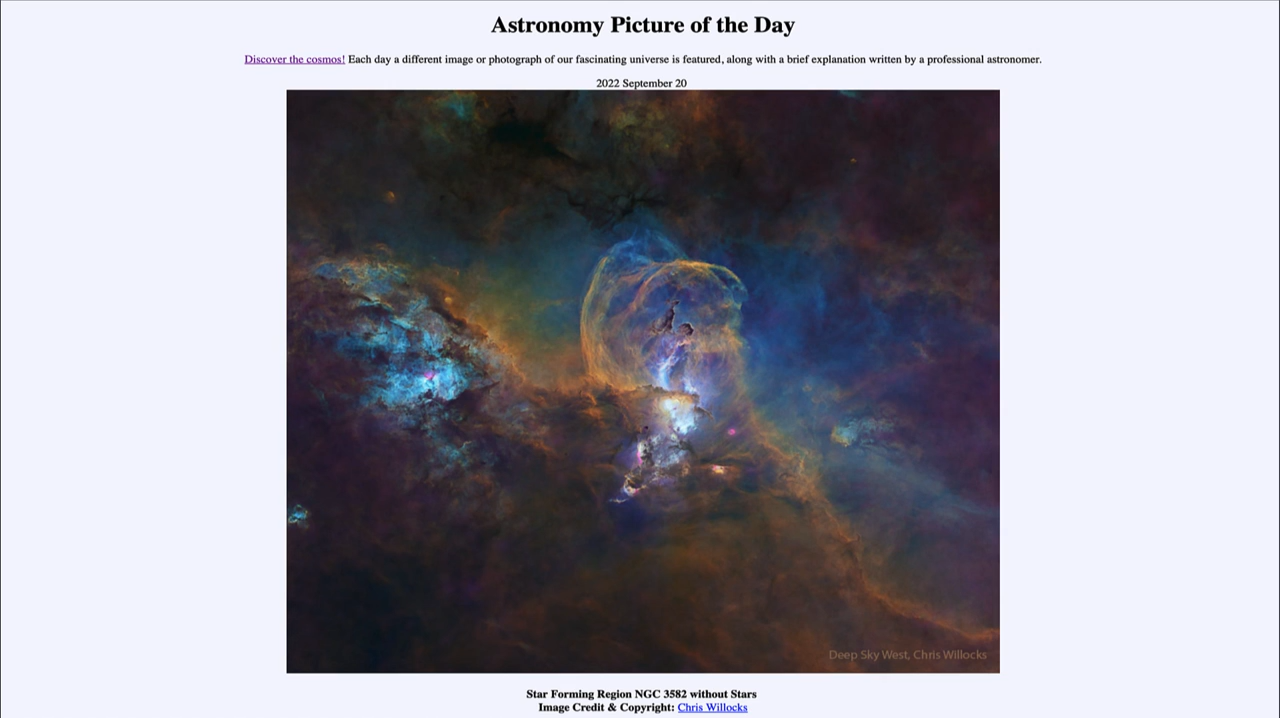 Astronomy Picture of the Day
Discover the cosmos! Each day a different image or photograph of our fascinating universe is featured, along with a brief explanation written by a professional astronomer.
2022 September 20
Deep Sky West, Chris Willocks
Star Forming Region NGC 3582 without Stars
Image Credit & Copyright: Chris Willocks